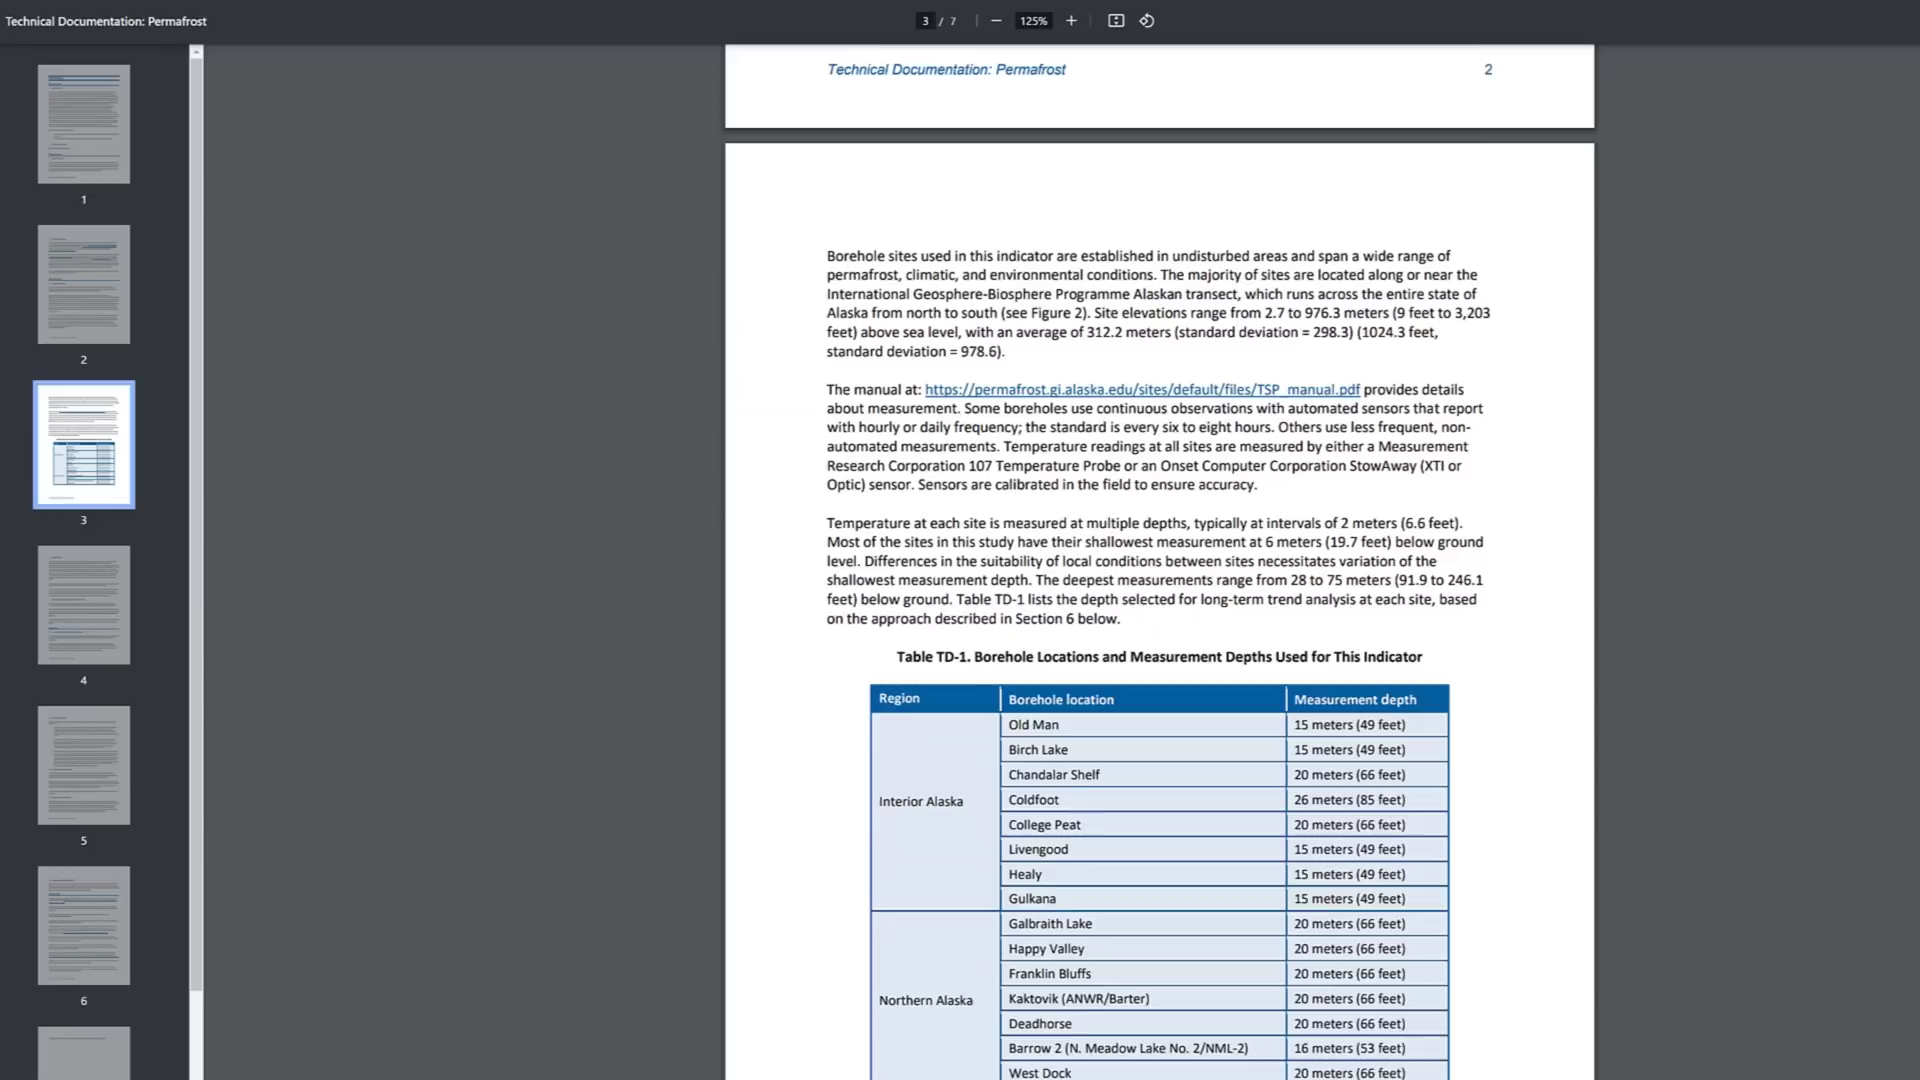 Technical Documentation: Permafrost
3 / 7
125%
1
2
3
4
5
6
Technical Documentation: Permafrost 2
Borehole sites used in this indicator are established in undisturbed areas and span a wide range of
permafrost, climatic, and environmental conditions. The majority of sites are located along or near the
International Geosphere-Biosphere Programme Alaskan transect, which runs across the entire state of
Alaska from north to south (see Figure 2). Site elevations range from 2.7 to 976.3 meters (9 feet to 3,203
feet) above sea level, with an average of 312.2 meters (standard deviation = 298.3) (1024.3 feet,
standard deviation = 978.6).
The manual at: https://permafrost.gi.alaska.edu/sites/default/files/TSP_manual.pdf provides details
about measurement. Some boreholes use continuous observations with automated sensors that report
with hourly or daily frequency; the standard is every six to eight hours. Others use less frequent, non-
automated measurements. Temperature readings at all sites are measured by either a Measurement
Research Corporation 107 Temperature Probe or an Onset Computer Corporation StowAway (XTI or
Optic) sensor. Sensors are calibrated in the field to ensure accuracy.
Temperature at each site is measured at multiple depths, typically at intervals of 2 meters (6.6 feet).
Most of the sites in this study have their shallowest measurement at 6 meters (19.7 feet) below ground
level. Differences in the suitability of local conditions between sites necessitates variation of the
shallowest measurement depth. The deepest measurements range from 28 to 75 meters (91.9 to 246.1
feet) below ground. Table TD-1 lists the depth selected for long-term trend analysis at each site, based
on the approach described in Section 6 below.
Table TD-1. Borehole Locations and Measurement Depths Used for This Indicator
Region Borehole location Measurement depth
Interior Alaska
Old Man 15 meters (49 feet)
Birch Lake 15 meters (49 feet)
Chandalar Shelf 20 meters (66 feet)
Coldfoot 26 meters (85 feet)
College Peat 20 meters (66 feet)
Livengood 15 meters (49 feet)
Healy 15 meters (49 feet)
Gulkana 15 meters (49 feet)
Northern Alaska
Galbraith Lake 20 meters (66 feet)
Happy Valley 20 meters (66 feet)
Franklin Bluffs 20 meters (66 feet)
Kaktovik (ANWR/Barter) 20 meters (66 feet)
Deadhorse 20 meters (66 feet)
Barrow 2 (N. Meadow Lake No. 2/NML-2) 16 meters (53 feet)
West Dock 20 meters (66 feet)